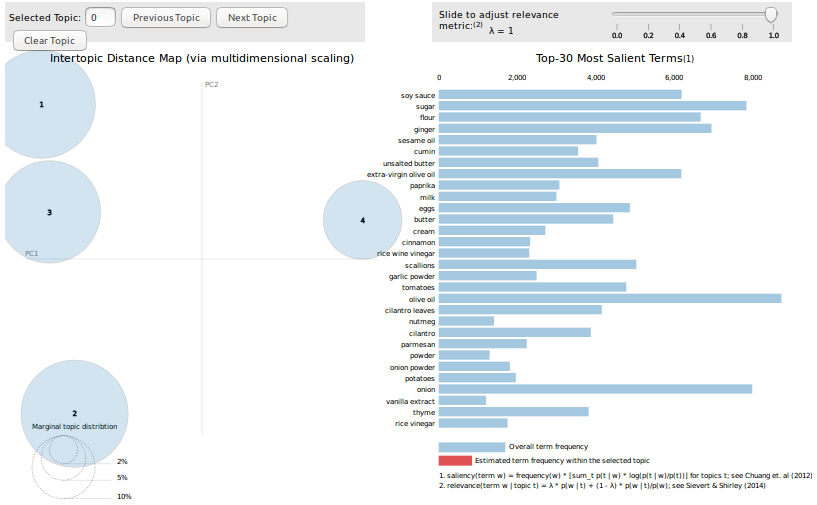 Selected Topic: 0 Previous Topic Next Topic
Clear Topic
Slide to adjust relevance
metric:(2) λ = 1
0.0 0.2 0.4 0.6 0.8 1.0
Intertopic Distance Map (via multidimensional scaling)
PC2
PC1
1
3
4
2
Marginal topic distribtion
2%
5%
10%
Top-30 Most Salient Terms(1)
0 2,000 4,000 6,000 8,000
soy sauce
sugar
flour
ginger
sesame oil
cumin
unsalted butter
extra-virgin olive oil
paprika
milk
eggs
butter
cream
cinnamon
rice wine vinegar
scallions
garlic powder
tomatoes
olive oil
cilantro leaves
nutmeg
cilantro
parmesan
powder
onion powder
potatoes
onion
vanilla extract
thyme
rice vinegar
Overall term frequency
Estimated term frequency within the selected topic
1. saliency(term w) = frequency(w) * [sum_t p(t | w) * log(p(t | w)/p(t))] for topics t; see Chuang et. al (2012)
2. relevance(term w | topic t) = λ * p(w | t) + (1 - λ) * p(w | t)/p(w); see Sievert & Shirley (2014)